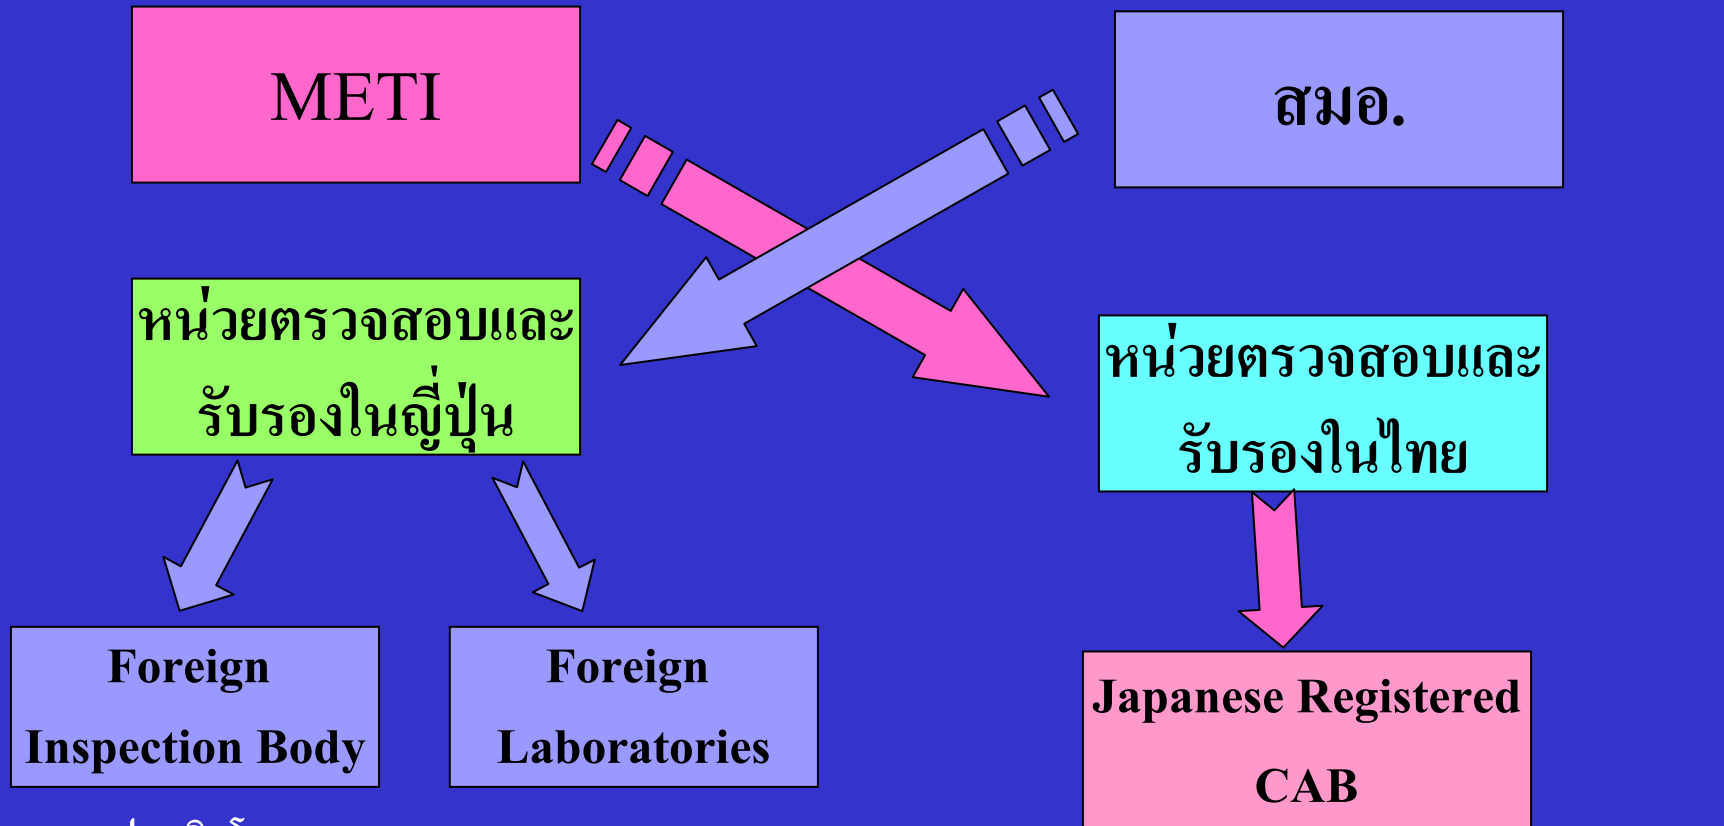 METI
สมอ.
หน่วยตรวจสอบและ
รับรองในญี่ปุ่น
หน่วยตรวจสอบและ
รับรองในไทย
Foreign
Inspection Body
Foreign
Laboratories
Japanese Registered
CAB